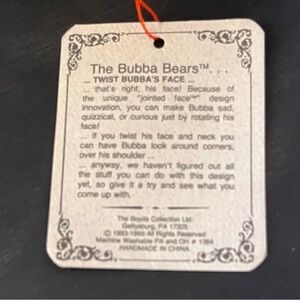 The Bubba Bears™. . .
... TWIST BUBBA'S FACE ...
... that's right, his face! Because of
the unique "jointed face™" design
innovation, you can make Bubba sad,
quizzical, or curious just by rotating his
face!
... if you twist his face and neck you
can have Bubba look around corners,
over his shoulder ...
... anyway, we haven't figured out all
the stuff you can do with this design
yet, so give it a try and see what you
come up with.
The Boyds Collection Ltd.
Gettysburg, PA 17325
© 1993-1998 All Rights Reserved
Machine Washable PA and OH # 1364
HANDMADE IN CHINA